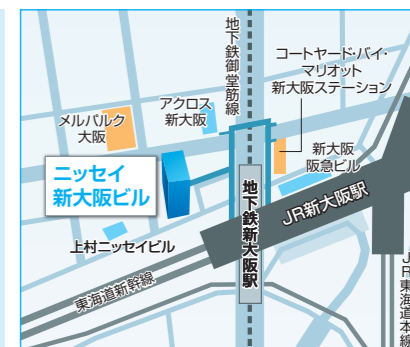 地下鉄御堂筋線
コートヤード・バイ・
マリオット
新大阪ステーション
アクロス
新大阪
メルパルク
大阪
新大阪
阪急ビル
ニッセイ
新大阪ビル
地下鉄新大阪駅
JR新大阪駅
上村ニッセイビル
東海道新幹線
JR東海道本線